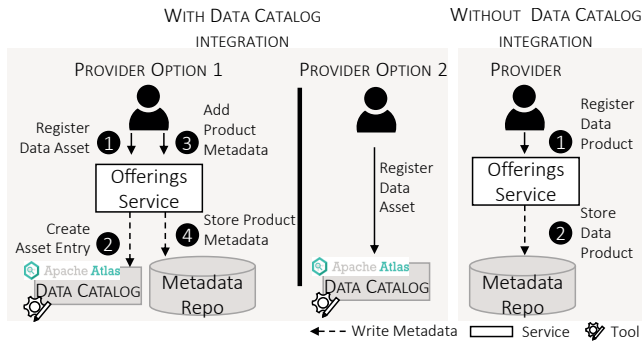 WITH DATA CATALOG
INTEGRATION
WITHOUT DATA CATALOG
INTEGRATION
PROVIDER OPTION 1
PROVIDER OPTION 2
PROVIDER
Register
Data Asset
1
3
Add
Product
Metadata
Offerings
Service
Create
Asset Entry
2
4
Store Product
Metadata
Apache Atlas
DATA CATALOG
Metadata
Repo
Register
Data
Asset
Apache Atlas
DATA CATALOG
Register
Data
Product
1
Offerings
Service
2
Store
Data
Product
Metadata
Repo
Write Metadata
Service
Tool